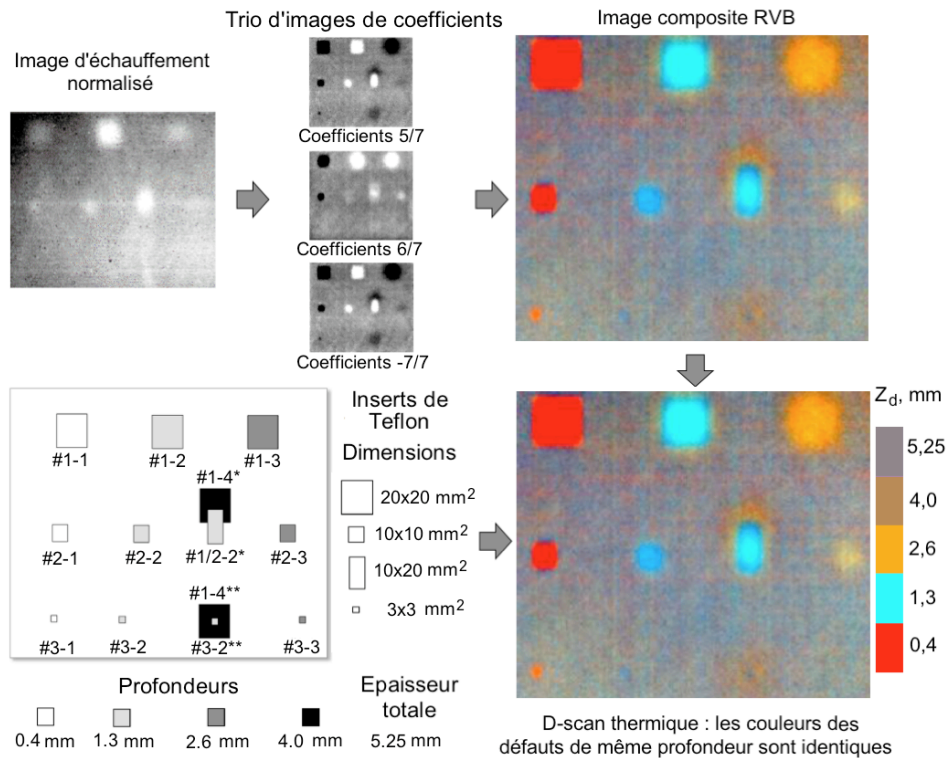 Image d'échauffement
normalisé
Trio d'images de coefficients
Coefficients 5/7
Coefficients 6/7
Coefficients -7/7
Image composite RVB
#1-1
#1-2
#1-3
#1-4*
#2-1
#2-2
#1/2-2*
#2-3
#1-4**
#3-1
#3-2
#3-2**
#3-3
Inserts de
Teflon
Dimensions
20x20 mm2
10x10 mm2
10x20 mm2
3x3 mm2
Profondeurs
0.4 mm
1.3 mm
2.6 mm
4.0 mm
Epaisseur
totale
5.25 mm
Zd, mm
5,25
4,0
2,6
1,3
0,4
D-scan thermique : les couleurs des
défauts de même profondeur sont identiques